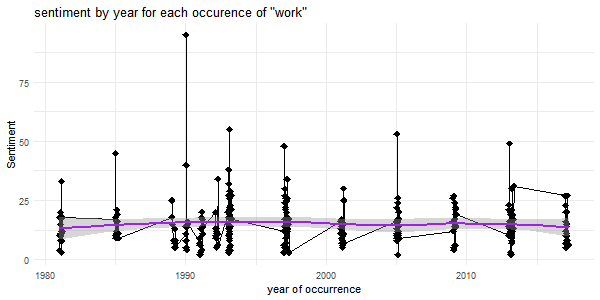 sentiment by year for each occurence of "work"
Sentiment
75
50
25
0
1980
1990
2000
2010
year of occurrence